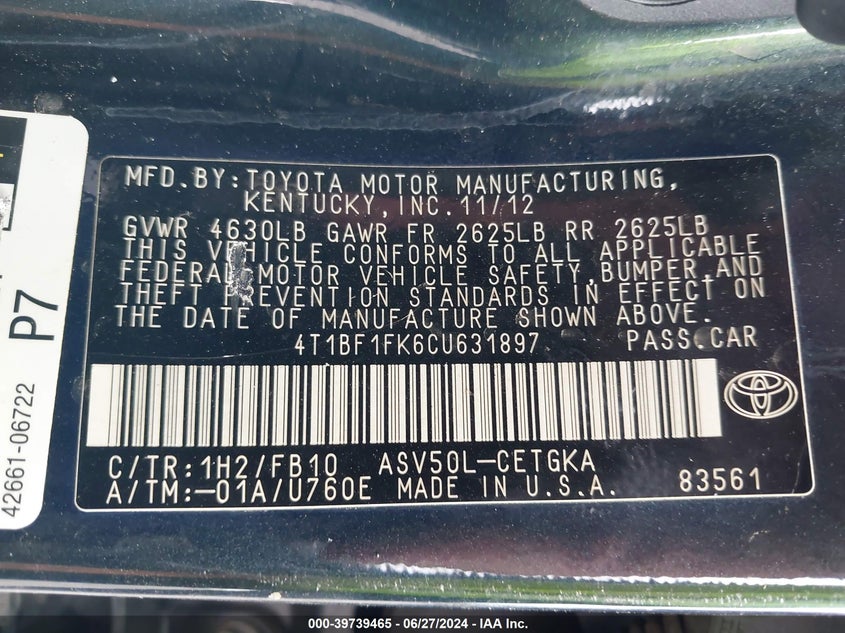 MFD.BY:TOYOTA MOTOR MANUFACTURING,
KENTUCKY,INC.11/12
GVWR 4630LB GAWR FR 2625LB RR 2625LB
THIS VEHICLE CONFORMS TO ALL APPLICABLE
FEDERAL MOTOR VEHICLE SAFETY,BUMPER,AND
THEFT PREVENTION STANDARDS IN EFFECT ON
THE DATE OF MANUFACTURE SHOWN ABOVE.
4T1BF1FK6CU631897 PASS.CAR
C/TR:1H2/FB10 ASV50L-CETGKA
A/TM:-01A/U760E MADE IN U.S.A. 83561
42661-06722
P7
000-39739465 - 06/27/2024 - IAA Inc.